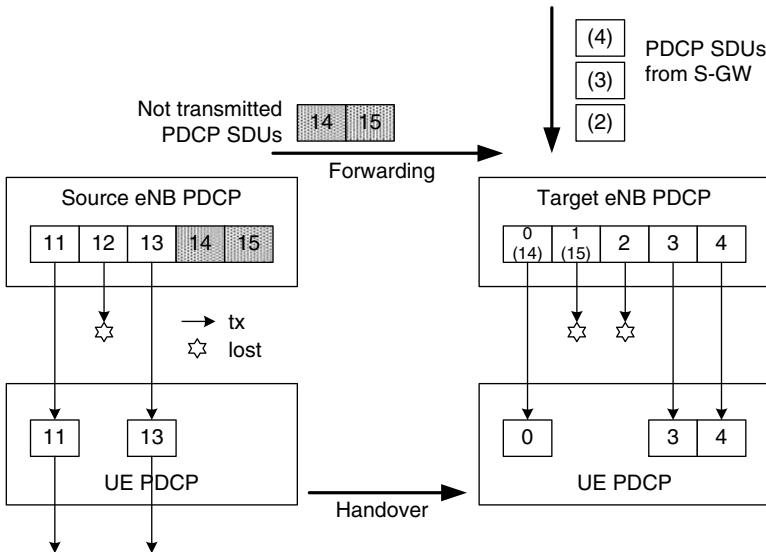 (4)
(3)
(2)
PDCP SDUs
from S-GW
Not transmitted
PDCP SDUs
14 15
Forwarding
Source eNB PDCP
11 12 13 14 15
Target eNB PDCP
0 1 2 3 4
(14) (15)
tx
lost
11 13
UE PDCP
0 3 4
UE PDCP
Handover